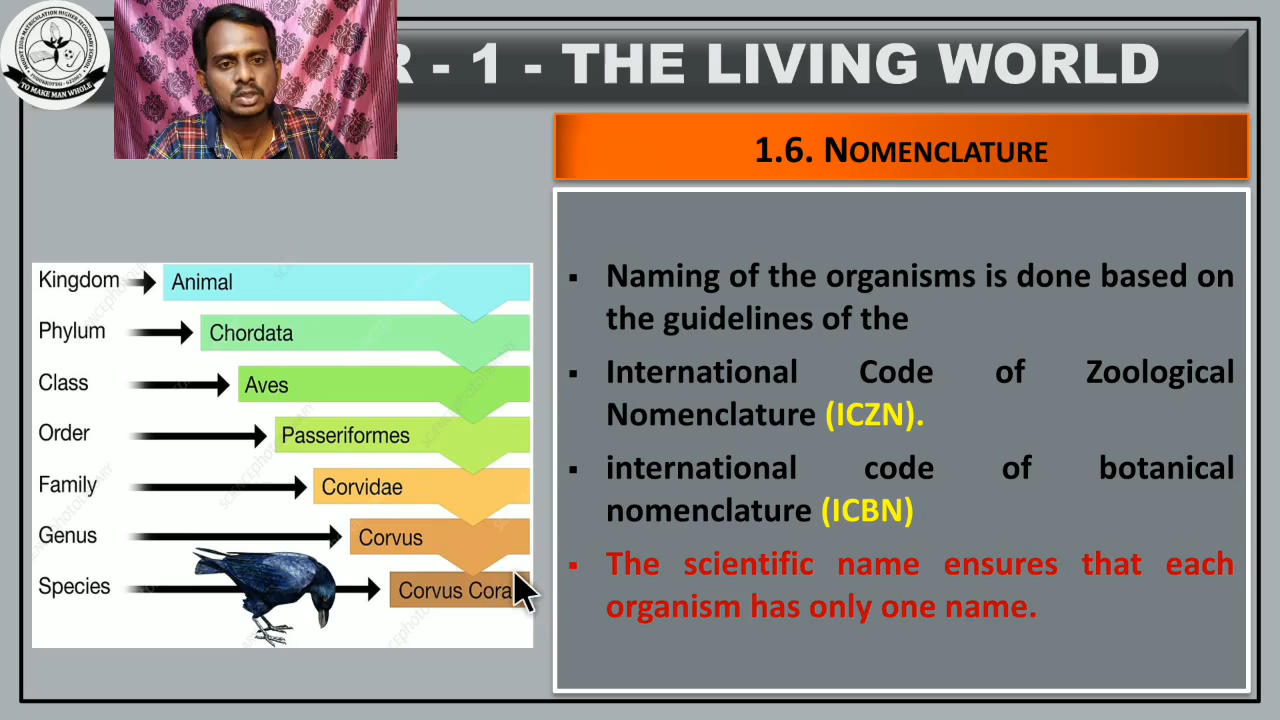 R - 1 - THE LIVING WORLD
TO MAKE MAN WHOLE
1.6. NOMENCLATURE
Kingdom Animal
Phylum Chordata
Class Aves
Order Passeriformes
Family Corvidae
Genus Corvus
Species Corvus Cora
▪ Naming of the organisms is done based on
the guidelines of the
▪ International Code of Zoological
Nomenclature (ICZN).
▪ international code of botanical
nomenclature (ICBN)
▪ The scientific name ensures that each
organism has only one name.